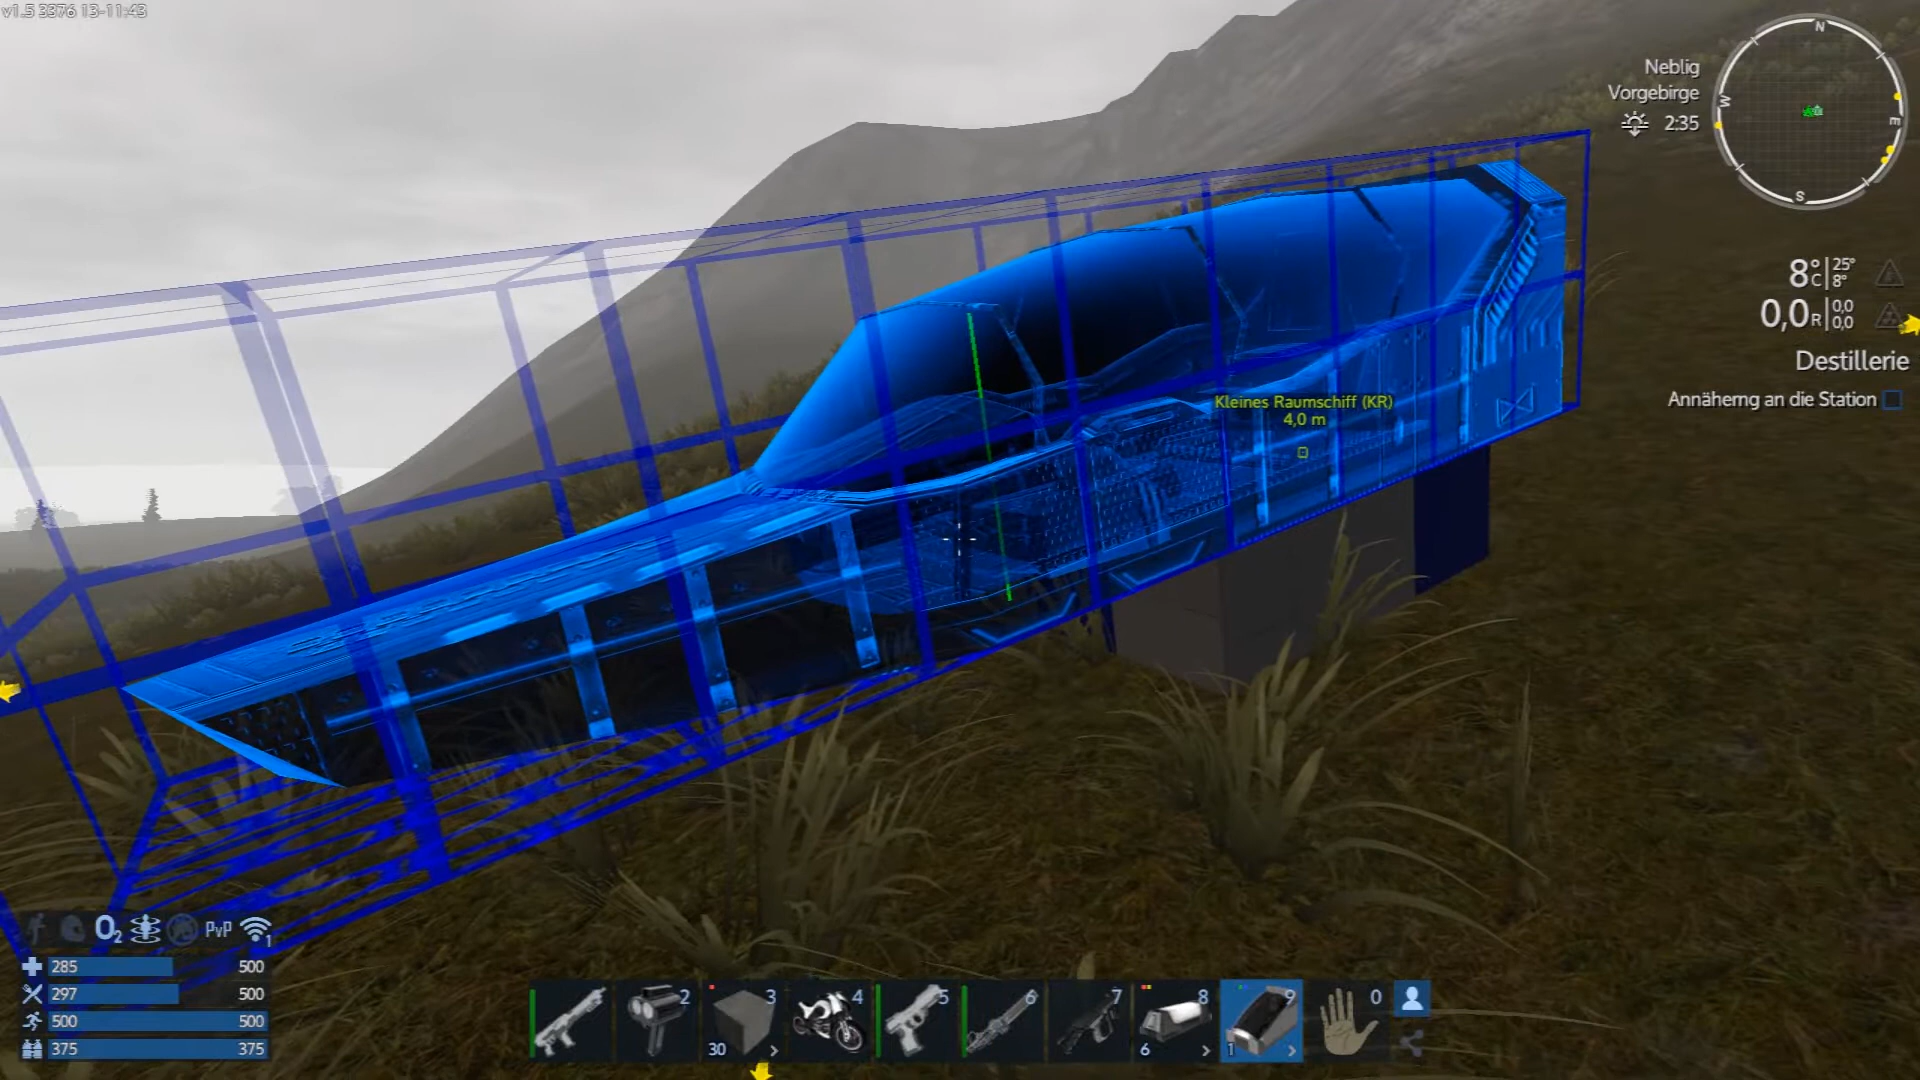 v1.5 3376 13-11:43
N
Neblig
Vorgebirge
2:35
W
E
S
8°C 25° 8°
0,0R 0,0 0,0
Destillerie
Annäherng an die Station
Kleines Raumschiff (KR)
4,0 m
O2 PvP 1
285 500
297 500
500 500
375 375
2 3 4 5 6 7 8 9 0
30 6 1